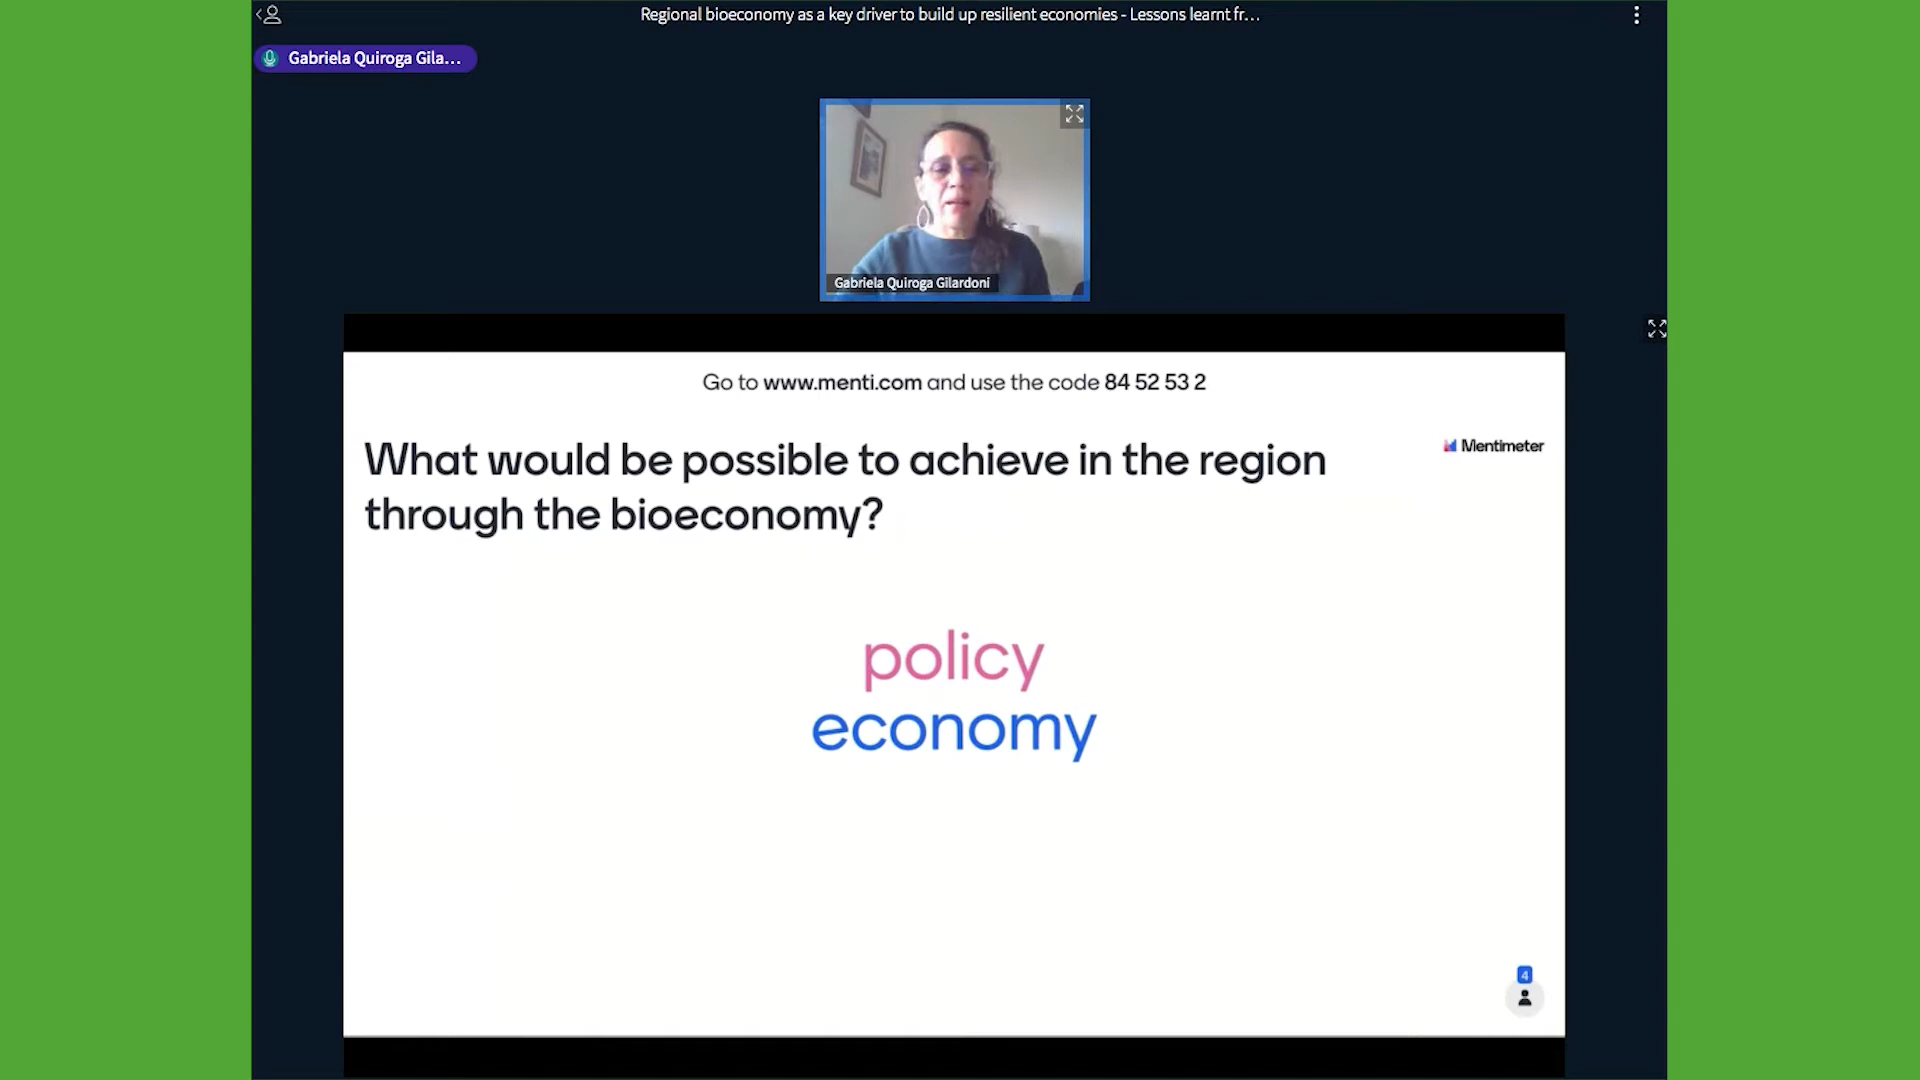 Regional bioeconomy as a key driver to build up resilient economies - Lessons learnt fr...
Gabriela Quiroga Gila...
Gabriela Quiroga Gilardoni
Go to www.menti.com and use the code 84 52 53 2
What would be possible to achieve in the region
through the bioeconomy?
Mentimeter
policy
economy
4